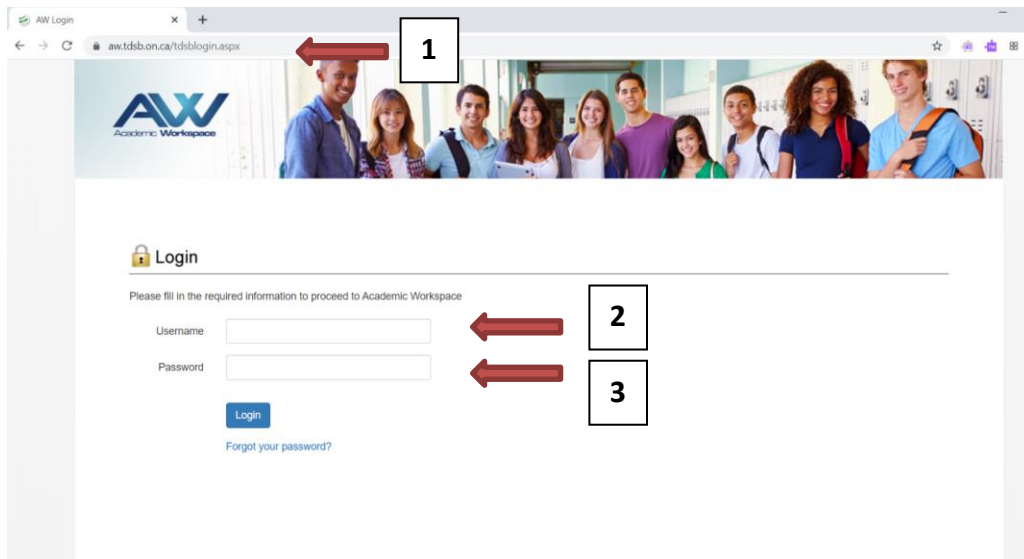 AW Login
aw.tdsb.on.ca/tdsblogin.aspx
1
AW
Academic Workspace
Login
Please fill in the required information to proceed to Academic Workspace
Username
2
Password
3
Login
Forgot your password?